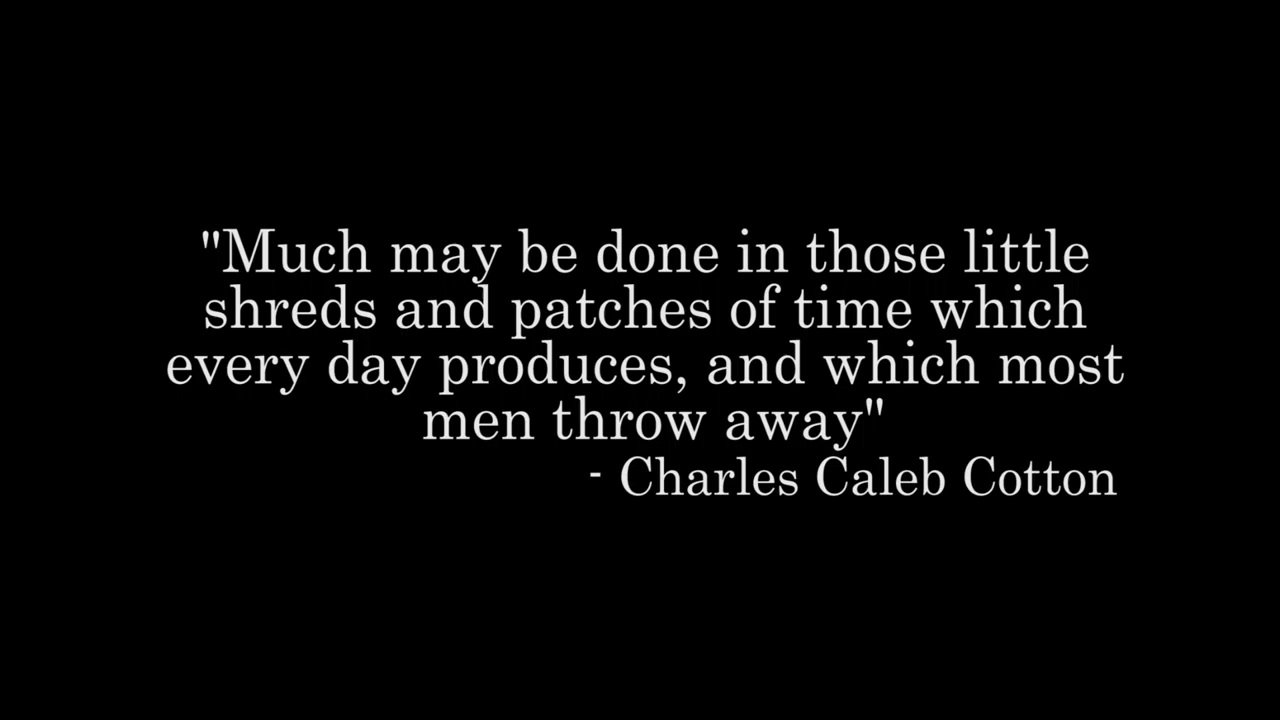 "Much may be done in those little
shreds and patches of time which
every day produces, and which most
men throw away"
- Charles Caleb Cotton